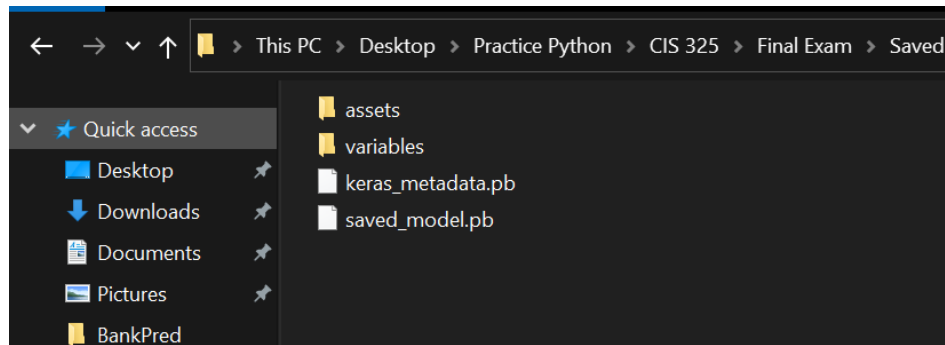 This PC > Desktop > Practice Python > CIS 325 > Final Exam > Saved
Quick access
Desktop
Downloads
Documents
Pictures
BankPred
assets
variables
keras_metadata.pb
saved_model.pb